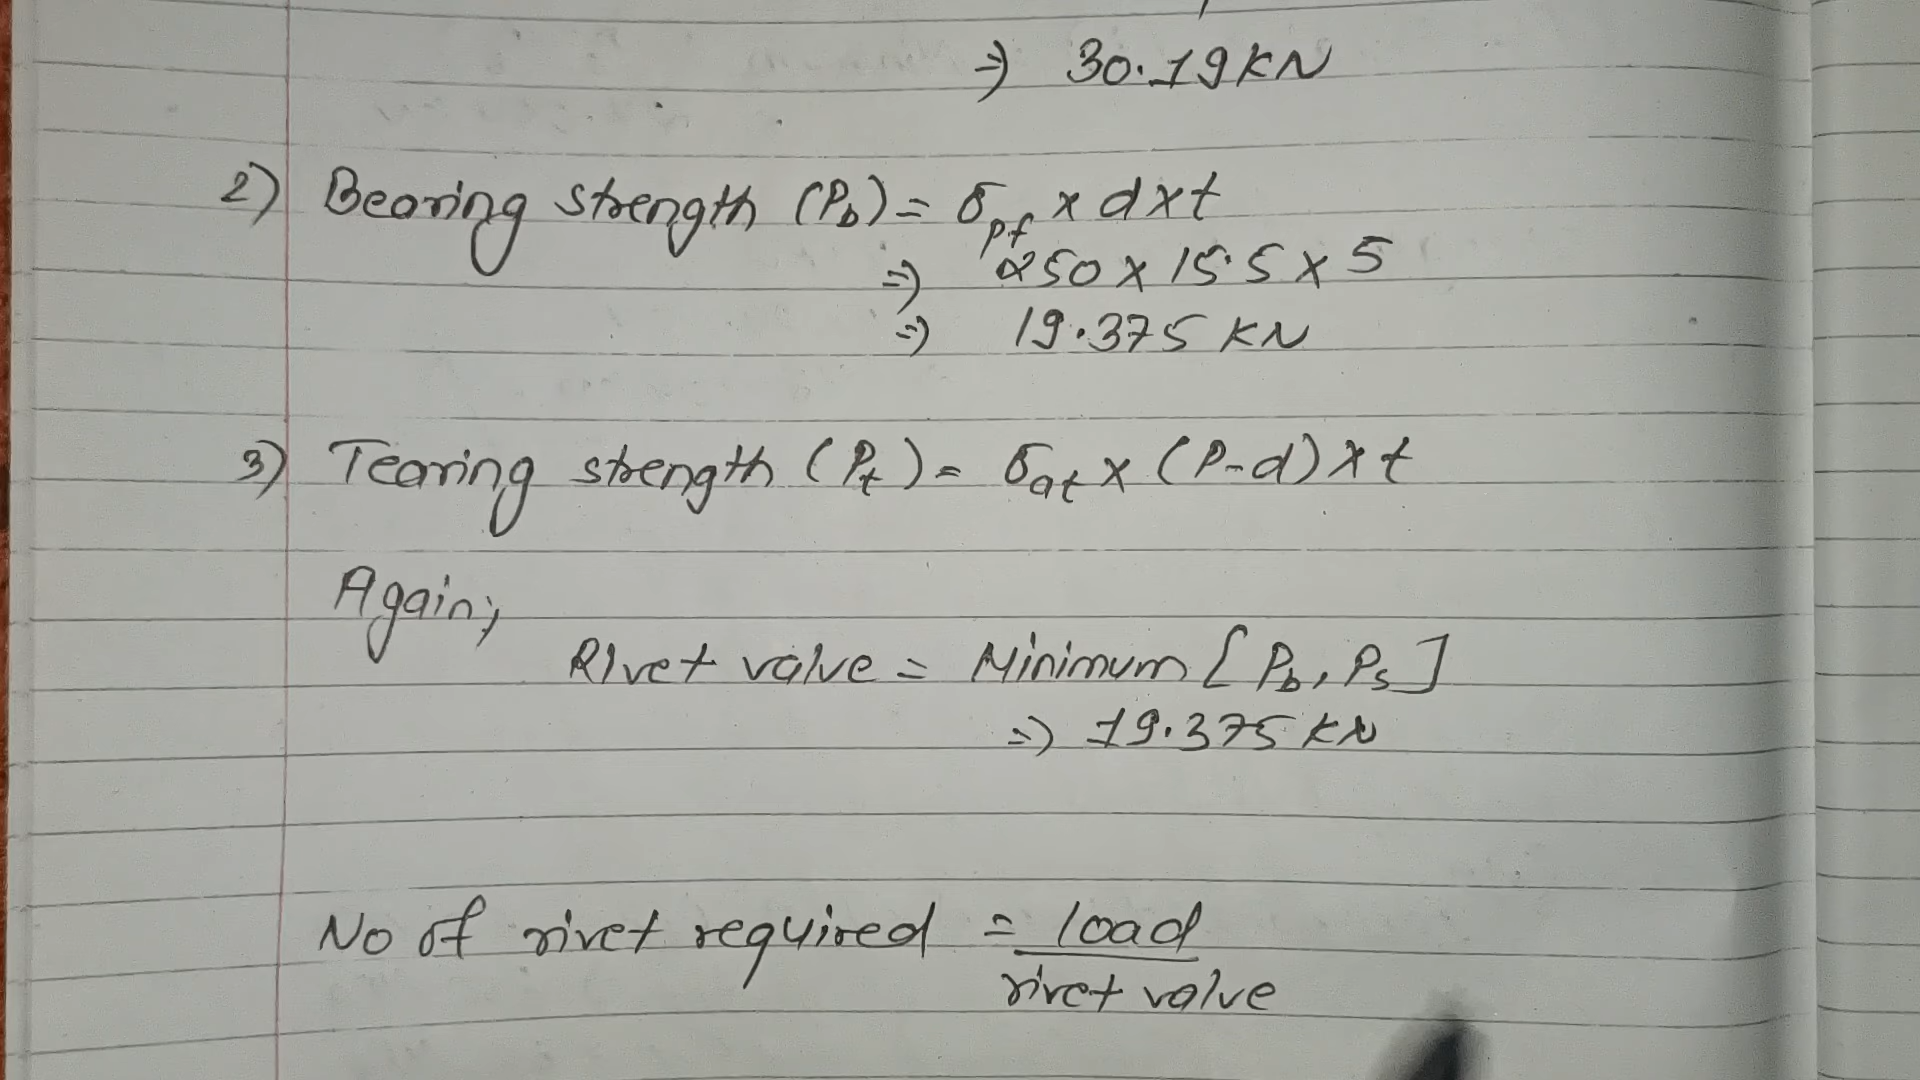 ⇒ 30.19 KN
2) Bearing strength (Pb) = σpf × d × t
⇒ 250 × 15.5 × 5
⇒ 19.375 KN
3) Tearing strength (Pt) = σat × (P-d) × t
Again,
Rivet value = Minimum [Pb, Ps]
⇒ 19.375 KN
No of rivet required = load
rivet value